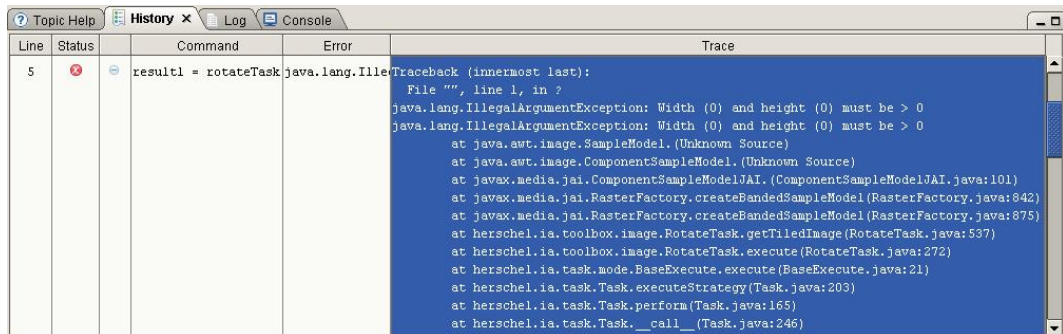 Topic Help History × Log Console
Line Status Command Error Trace
5 result1 = rotateTask java.lang.Ille Traceback (innermost last):
File "", line 1, in ?
java.lang.IllegalArgumentException: Width (0) and height (0) must be > 0
java.lang.IllegalArgumentException: Width (0) and height (0) must be > 0
at java.awt.image.SampleModel.(Unknown Source)
at java.awt.image.ComponentSampleModel.(Unknown Source)
at javax.media.jai.ComponentSampleModelJAI.(ComponentSampleModelJAI.java:101)
at javax.media.jai.RasterFactory.createBandedSampleModel(RasterFactory.java:842)
at javax.media.jai.RasterFactory.createBandedSampleModel(RasterFactory.java:875)
at herschel.ia.toolbox.image.RotateTask.getTiledImage(RotateTask.java:537)
at herschel.ia.toolbox.image.RotateTask.execute(RotateTask.java:272)
at herschel.ia.task.mode.BaseExecute.execute(BaseExecute.java:21)
at herschel.ia.task.Task.executeStrategy(Task.java:203)
at herschel.ia.task.Task.perform(Task.java:165)
at herschel.ia.task.Task.__call__(Task.java:246)